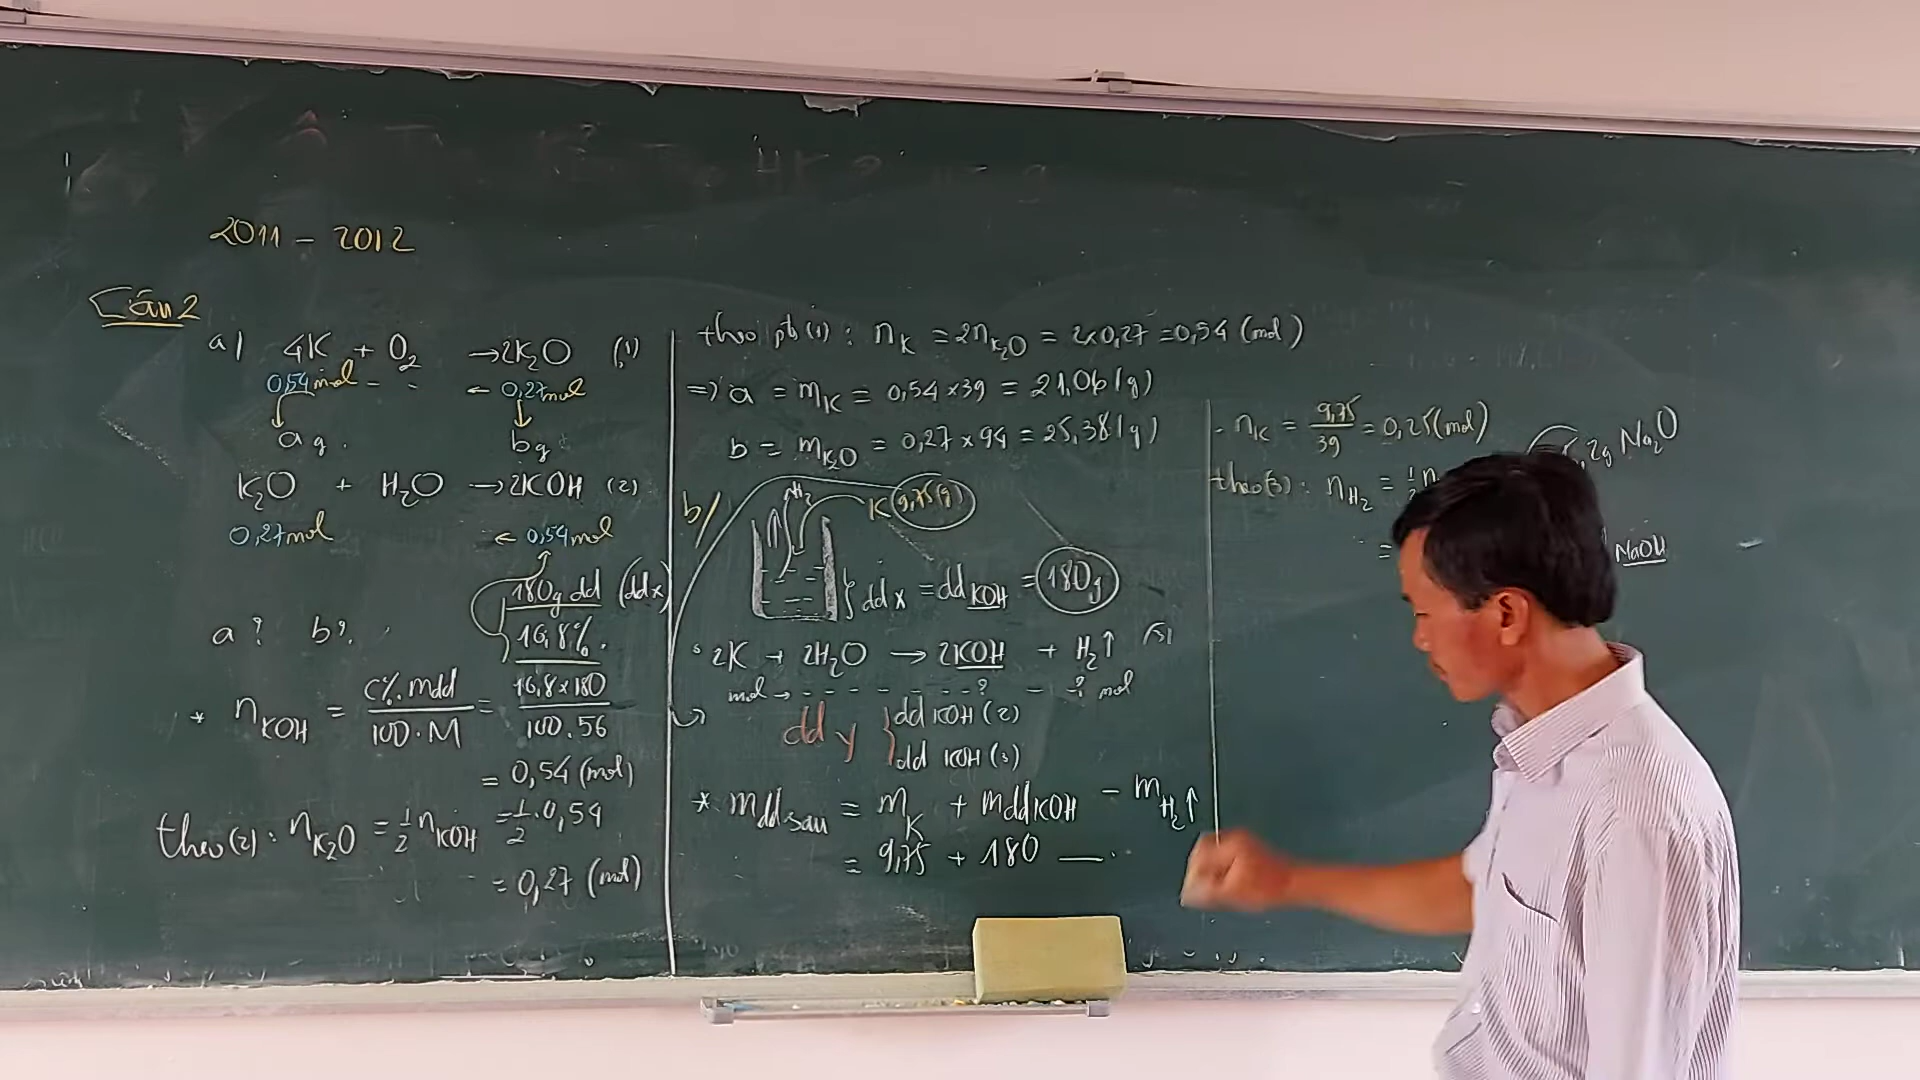 2011 - 2012
Câu 2
a) 4K + O2 → 2K2O (1)
0,54 mol - - ← 0,27 mol
a g. b g
K2O + H2O → 2KOH (2)
0,27 mol ← 0,54 mol
180g dd (dd x)
16,8%.
a? b?
* nKOH = C%.mdd / 100.M = 16,8 x 180 / 100.56
= 0,54 (mol)
theo (2): nK2O = 1/2 nKOH = 1/2 . 0,54
= 0,27 (mol)
theo pt (1): nK = 2nK2O = 2x0,27 = 0,54 (mol)
=> a = mK = 0,54 x 39 = 21,06 (g)
b = mK2O = 0,27 x 94 = 25,38 (g)
b/ H2 K 9,75(g)
dd x = dd KOH = 180g
2K + 2H2O → 2KOH + H2↑ (3)
mol → - - - - - - - ? - ? mol
dd y { dd KOH (2)
dd KOH (3)
* mdd sau = mK + mddKOH - mH2↑
= 9,75 + 180 —
- nK = 9,75 / 39 = 0,25 (mol)
theo (3): nH2 = 1/2 n
=
,2g Na2O
NaOH